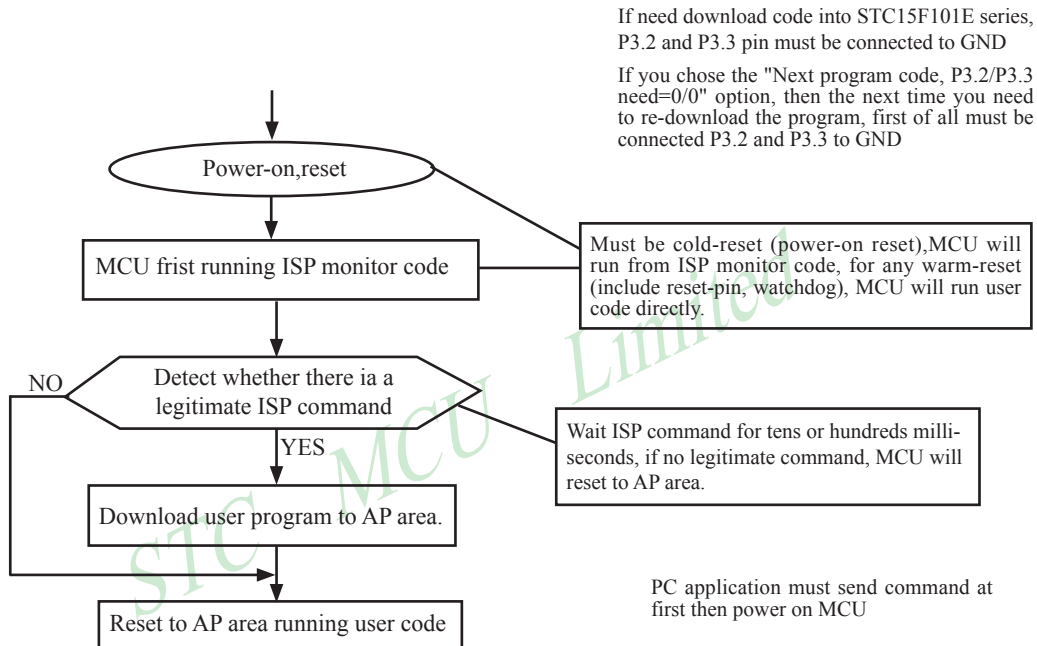 If need download code into STC15F101E series,
P3.2 and P3.3 pin must be connected to GND
If you chose the "Next program code, P3.2/P3.3
need=0/0" option, then the next time you need
to re-download the program, first of all must be
connected P3.2 and P3.3 to GND
Power-on,reset
MCU frist running ISP monitor code
Must be cold-reset (power-on reset),MCU will
run from ISP monitor code, for any warm-reset
(include reset-pin, watchdog), MCU will run user
code directly.
NO
Detect whether there ia a
legitimate ISP command
YES
Wait ISP command for tens or hundreds milli-
seconds, if no legitimate command, MCU will
reset to AP area.
Download user program to AP area.
Reset to AP area running user code
PC application must send command at
first then power on MCU
STC MCU Limited